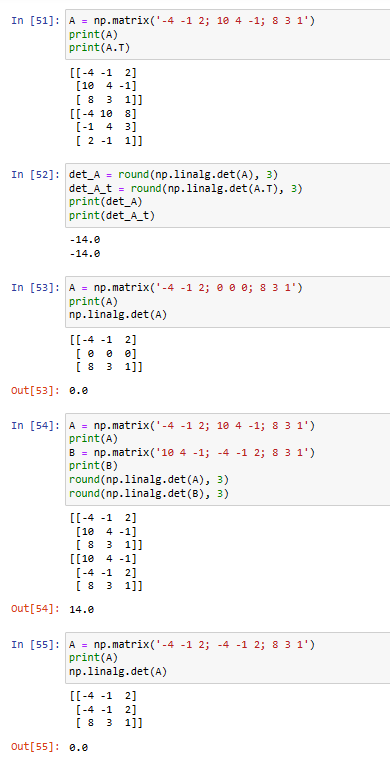 In [51]: A = np.matrix('-4 -1 2; 10 4 -1; 8 3 1')
print(A)
print(A.T)
[[-4 -1  2]
 [10  4 -1]
 [ 8  3  1]]
[[-4 10  8]
 [-1  4  3]
 [ 2 -1  1]]
In [52]: det_A = round(np.linalg.det(A), 3)
det_A_t = round(np.linalg.det(A.T), 3)
print(det_A)
print(det_A_t)
-14.0
-14.0
In [53]: A = np.matrix('-4 -1 2; 0 0 0; 8 3 1')
print(A)
np.linalg.det(A)
[[-4 -1  2]
 [ 0  0  0]
 [ 8  3  1]]
Out[53]: 0.0
In [54]: A = np.matrix('-4 -1 2; 10 4 -1; 8 3 1')
print(A)
B = np.matrix('10 4 -1; -4 -1 2; 8 3 1')
print(B)
round(np.linalg.det(A), 3)
round(np.linalg.det(B), 3)
[[-4 -1  2]
 [10  4 -1]
 [ 8  3  1]]
[[10  4 -1]
 [-4 -1  2]
 [ 8  3  1]]
Out[54]: 14.0
In [55]: A = np.matrix('-4 -1 2; -4 -1 2; 8 3 1')
print(A)
np.linalg.det(A)
[[-4 -1  2]
 [-4 -1  2]
 [ 8  3  1]]
Out[55]: 0.0